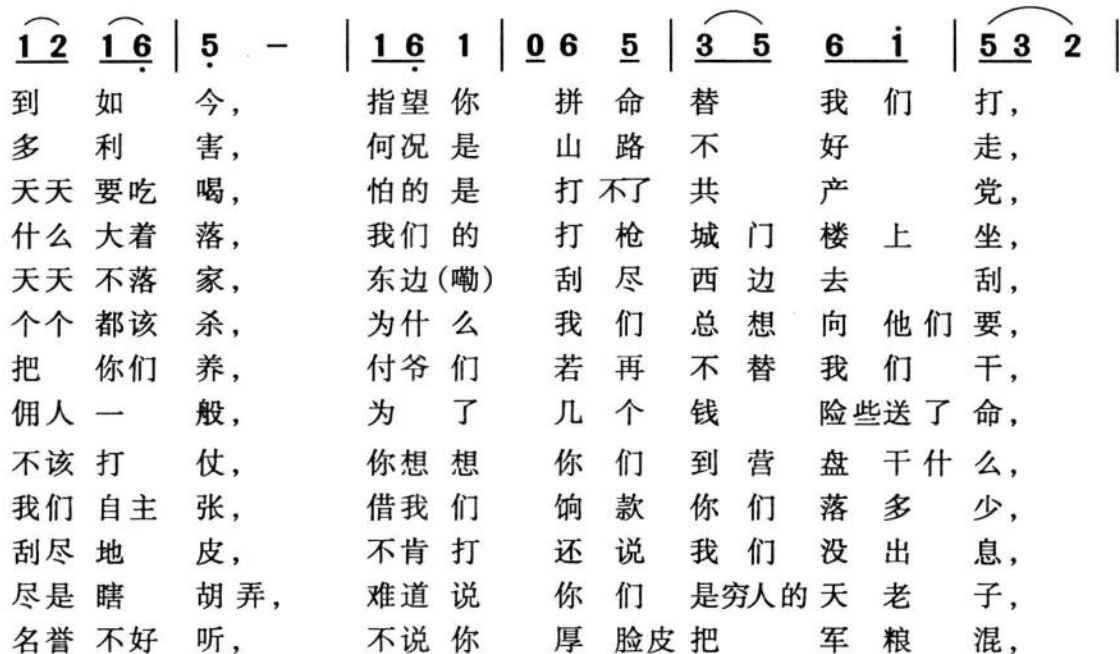 1 2 1 6 | 5 － | 1 6 1 | 0 6 5 | 3 5 6 1 | 5 3 2 |
到 如 今， 指望 你 拼 命 替 我 们 打，
多 利 害， 何况 是 山 路 不 好 走，
天天 要吃 喝， 怕的 是 打 不了 共 产 党，
什么 大着 落， 我们 的 打 枪 城 门 楼 上 坐，
天天 不落 家， 东边（嘞） 刮 尽 西 边 去 刮，
个个 都该 杀， 为什 么 我 们 总 想 向 他们 要，
把 你们 养， 付爷 们 若 再 不 替 我 们 干，
佣人 一 般， 为 了 几 个 钱 险些送 了 命，
不该 打 仗， 你想 想 你 们 到 营 盘 干什 么，
我们 自主 张， 借我 们 饷 款 你 们 落 多 少，
刮尽 地 皮， 不肯 打 还 说 我 们 没 出 息，
尽是 瞎 胡 弄， 难道 说 你 们 是穷人的 天 老 子，
名誉 不好 听， 不说 你 厚 脸皮 把 军 粮 混，